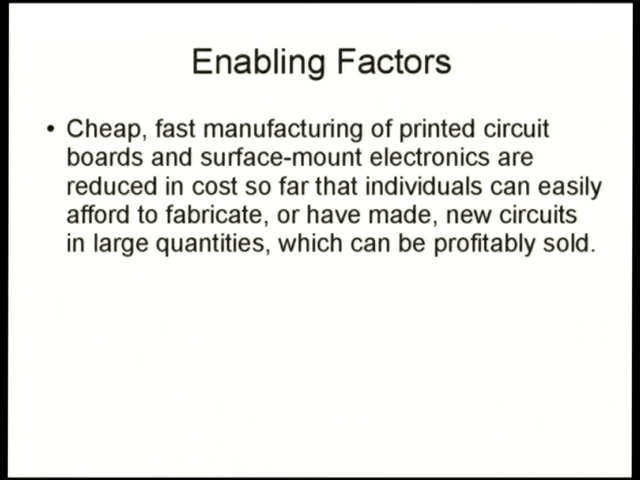 Enabling Factors
• Cheap, fast manufacturing of printed circuit
boards and surface-mount electronics are
reduced in cost so far that individuals can easily
afford to fabricate, or have made, new circuits
in large quantities, which can be profitably sold.